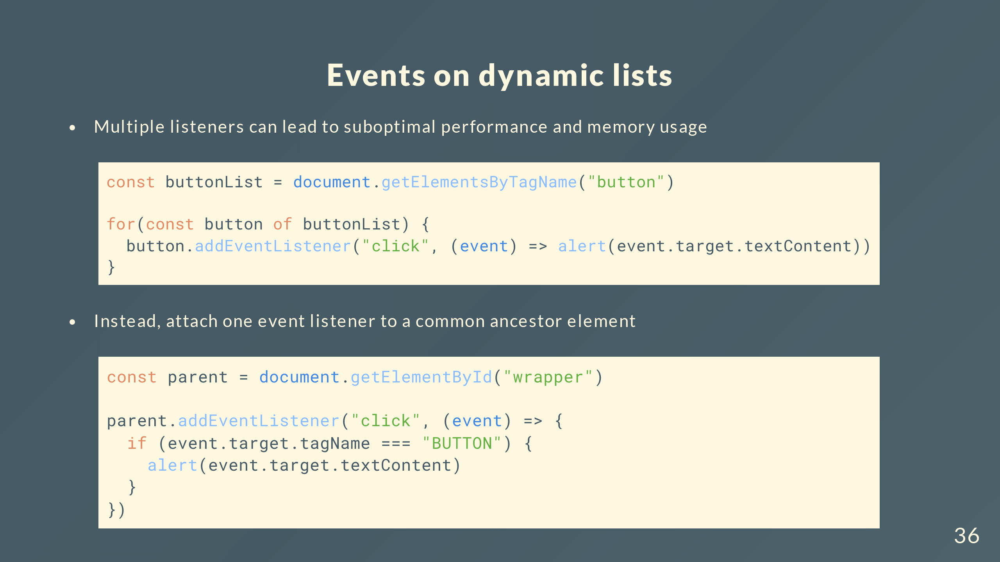 Events on dynamic lists
• Multiple listeners can lead to suboptimal performance and memory usage
const buttonList = document.getElementsByTagName("button")
for(const button of buttonList) {
  button.addEventListener("click", (event) => alert(event.target.textContent))
}
• Instead, attach one event listener to a common ancestor element
const parent = document.getElementById("wrapper")
parent.addEventListener("click", (event) => {
  if (event.target.tagName === "BUTTON") {
    alert(event.target.textContent)
  }
})
36